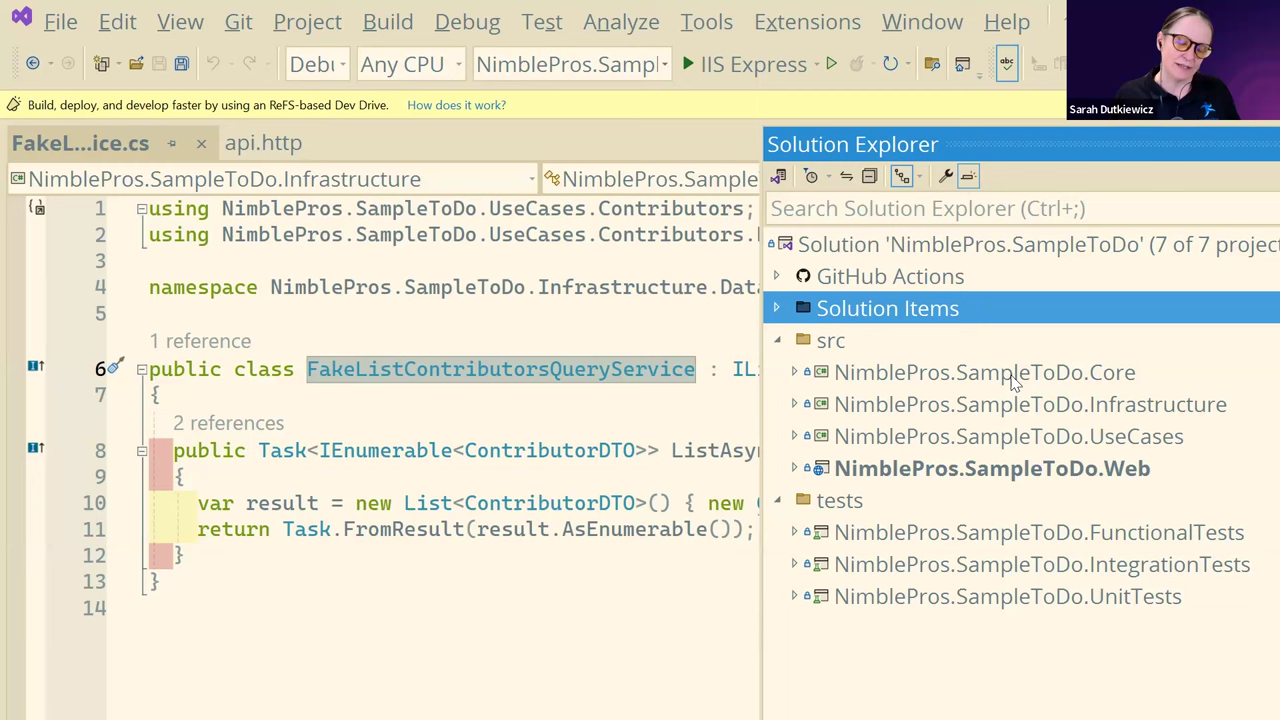 File Edit View Git Project Build Debug Test Analyze Tools Extensions Window Help
Debu Any CPU NimblePros.Sampl IIS Express abc
Sarah Dutkiewicz
Build, deploy, and develop faster by using an ReFS-based Dev Drive. How does it work?
FakeL...ice.cs api.http
NimblePros.SampleToDo.Infrastructure NimblePros.Sample
1 using NimblePros.SampleToDo.UseCases.Contributors;
2 using NimblePros.SampleToDo.UseCases.Contributors.
3
4 namespace NimblePros.SampleToDo.Infrastructure.Data
5
1 reference
6 public class FakeListContributorsQueryService : IL
7 {
2 references
8 public Task<IEnumerable<ContributorDTO>> ListAsy
9 {
10 var result = new List<ContributorDTO>() { new
11 return Task.FromResult(result.AsEnumerable());
12 }
13 }
14
Solution Explorer
Search Solution Explorer (Ctrl+;)
Solution 'NimblePros.SampleToDo' (7 of 7 project
GitHub Actions
Solution Items
src
NimblePros.SampleToDo.Core
NimblePros.SampleToDo.Infrastructure
NimblePros.SampleToDo.UseCases
NimblePros.SampleToDo.Web
tests
NimblePros.SampleToDo.FunctionalTests
NimblePros.SampleToDo.IntegrationTests
NimblePros.SampleToDo.UnitTests